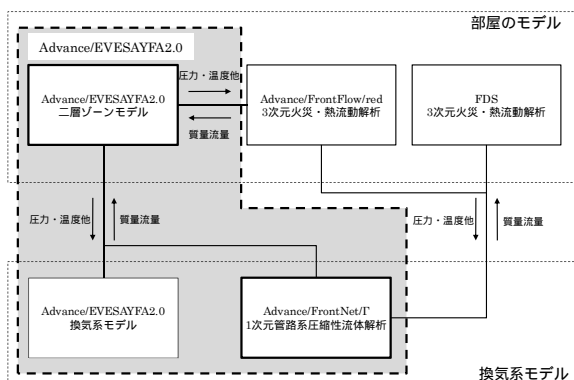 部屋のモデル
Advance/EVESAYFA2.0
Advance/EVESAYFA2.0
二層ゾーンモデル
圧力・温度他
質量流量
Advance/FrontFlow/red
3次元火災・熱流動解析
FDS
3次元火災・熱流動解析
圧力・温度他
質量流量
圧力・温度他
質量流量
Advance/EVESAYFA2.0
換気系モデル
Advance/FrontNet/Γ
1次元管路系圧縮性流体解析
換気系モデル